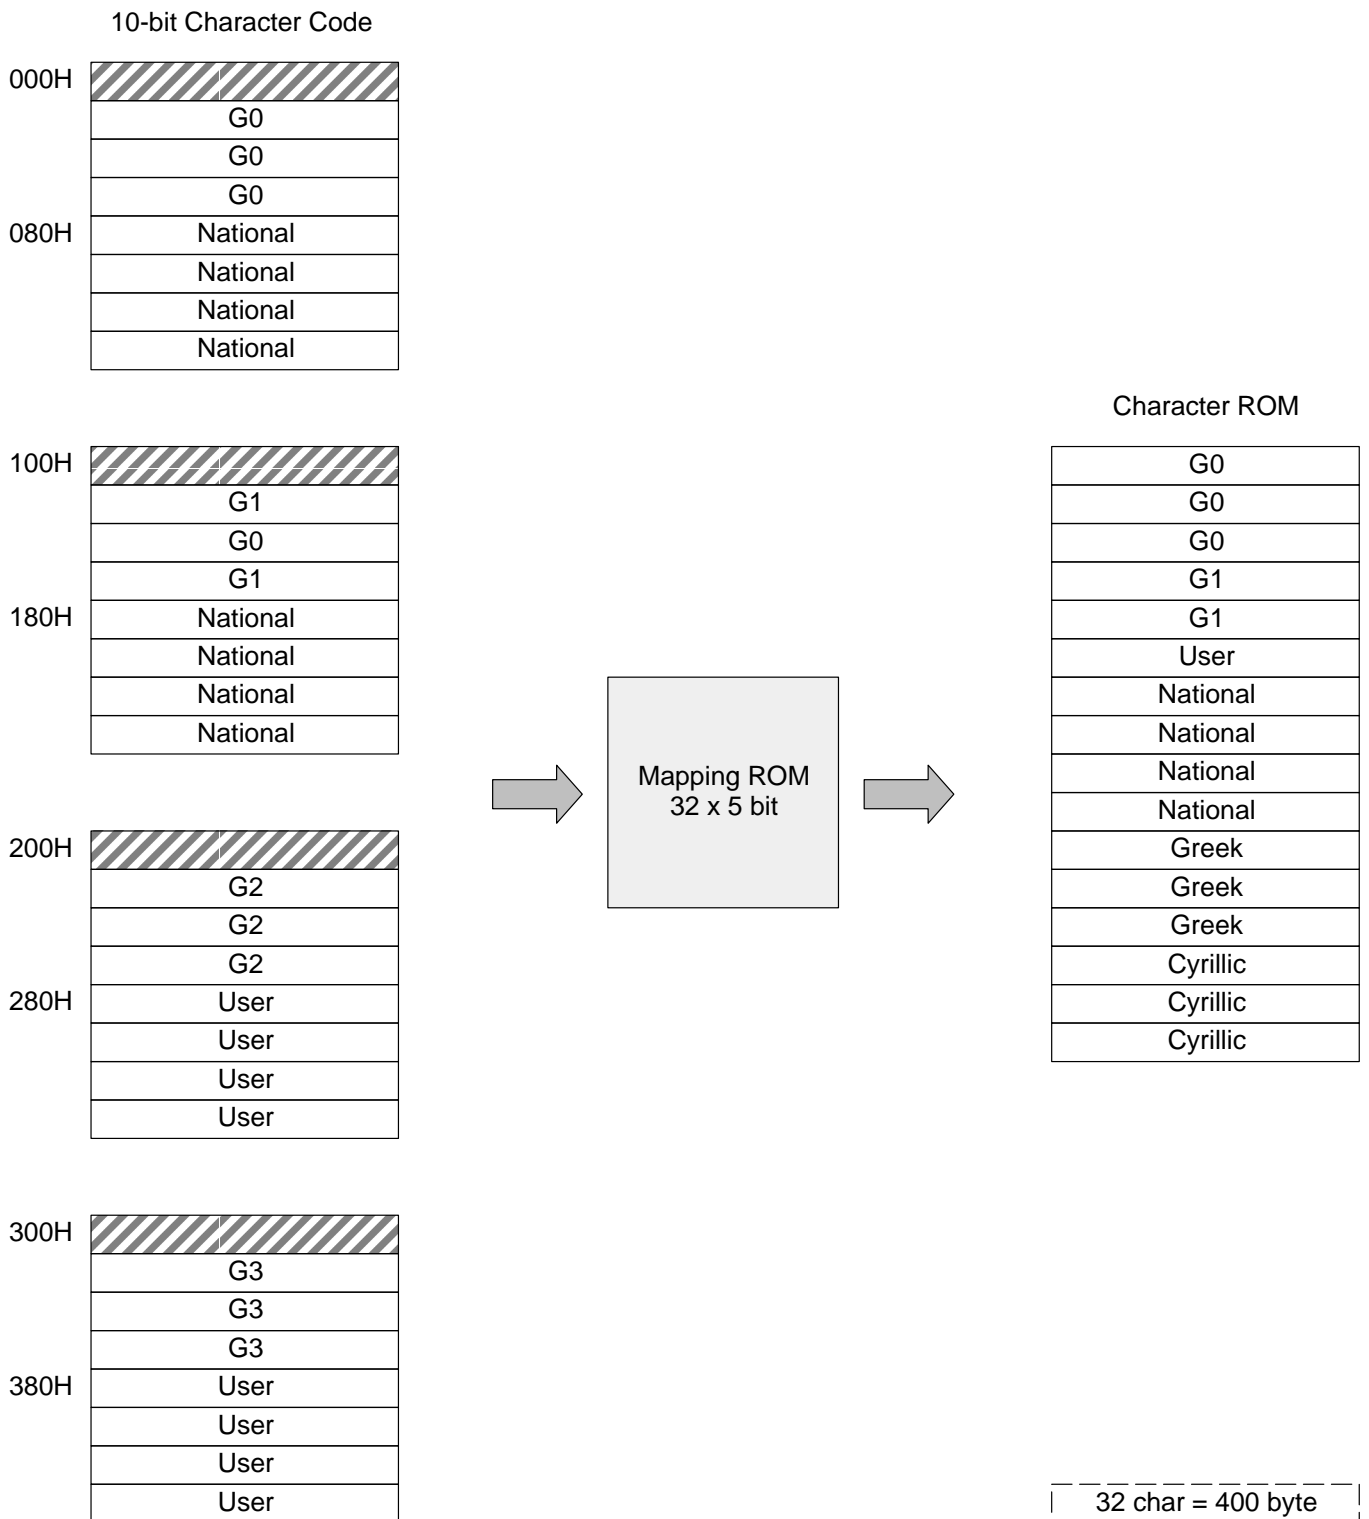 10-bit Character Code
000H
G0
G0
G0
080H
National
National
National
National
100H
G1
G0
G1
180H
National
National
National
National
200H
G2
G2
G2
280H
User
User
User
User
300H
G3
G3
G3
380H
User
User
User
User
Mapping ROM
32 x 5 bit
Character ROM
G0
G0
G0
G1
G1
User
National
National
National
National
Greek
Greek
Greek
Cyrillic
Cyrillic
Cyrillic
32 char = 400 byte